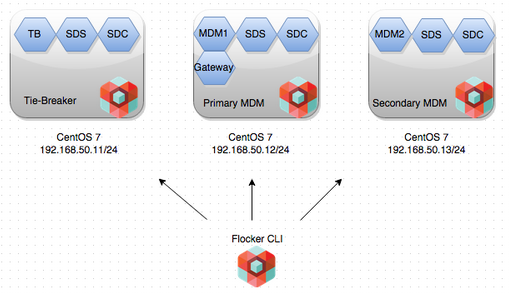 TB SDS SDC
Tie-Breaker
CentOS 7
192.168.50.11/24
MDM1 SDS SDC
Gateway
Primary MDM
CentOS 7
192.168.50.12/24
MDM2 SDS SDC
Secondary MDM
CentOS 7
192.168.50.13/24
Flocker CLI